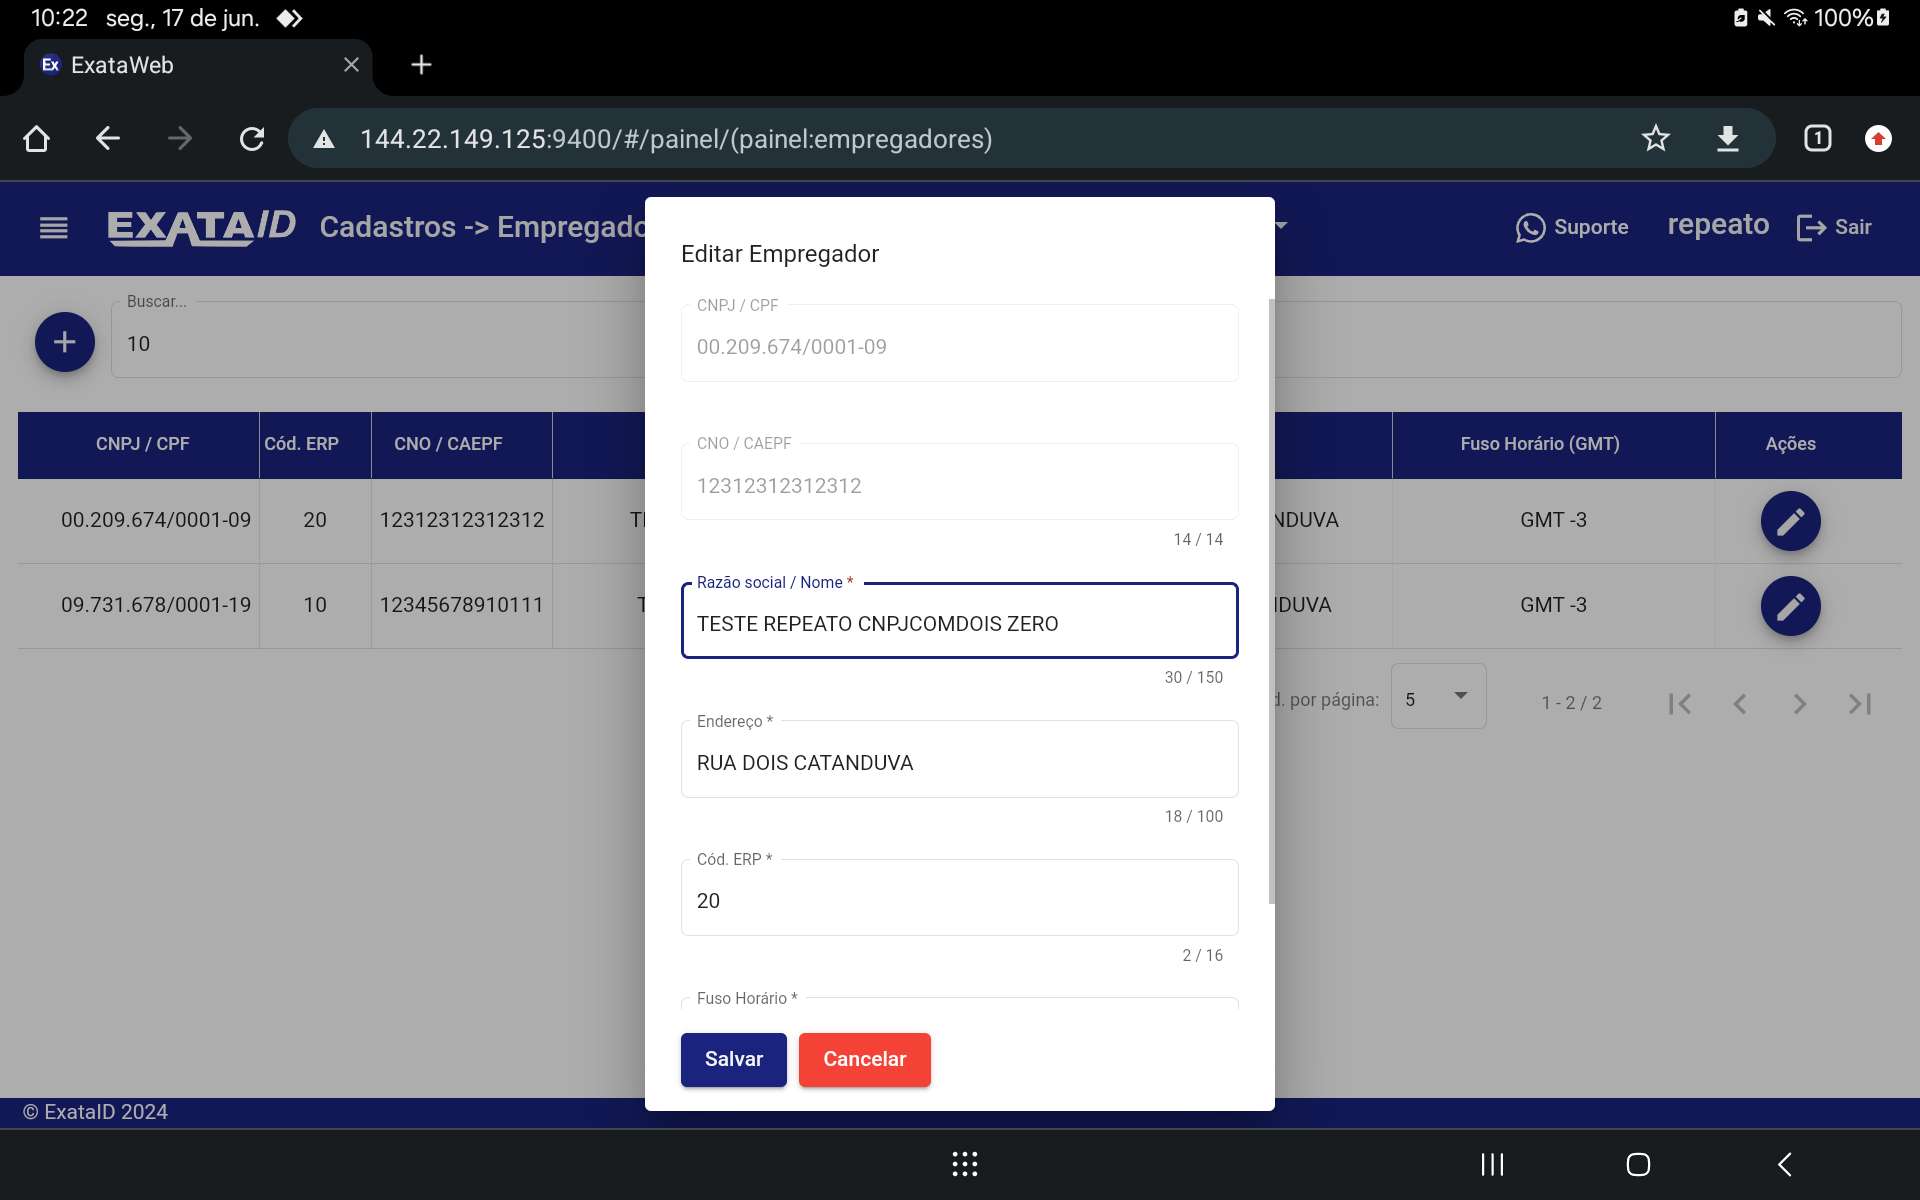 10:22 seg., 17 de jun. 100%
Ex ExataWeb
144.22.149.125:9400/#/painel/(painel:empregadores) 1
EXATAID Cadastros -> Empregado Suporte repeato Sair
Buscar...
10
CNPJ / CPF Cód. ERP CNO / CAEPF Fuso Horário (GMT) Ações
00.209.674/0001-09 20 12312312312312 NDUVA GMT -3
09.731.678/0001-19 10 12345678910111 T DUVA GMT -3
d. por página: 5 1 - 2 / 2
Editar Empregador
CNPJ / CPF
00.209.674/0001-09
CNO / CAEPF
12312312312312
14 / 14
Razão social / Nome *
TESTE REPEATO CNPJCOMDOIS ZERO
30 / 150
Endereço *
RUA DOIS CATANDUVA
18 / 100
Cód. ERP *
20
2 / 16
Fuso Horário *
Salvar Cancelar
© ExataID 2024